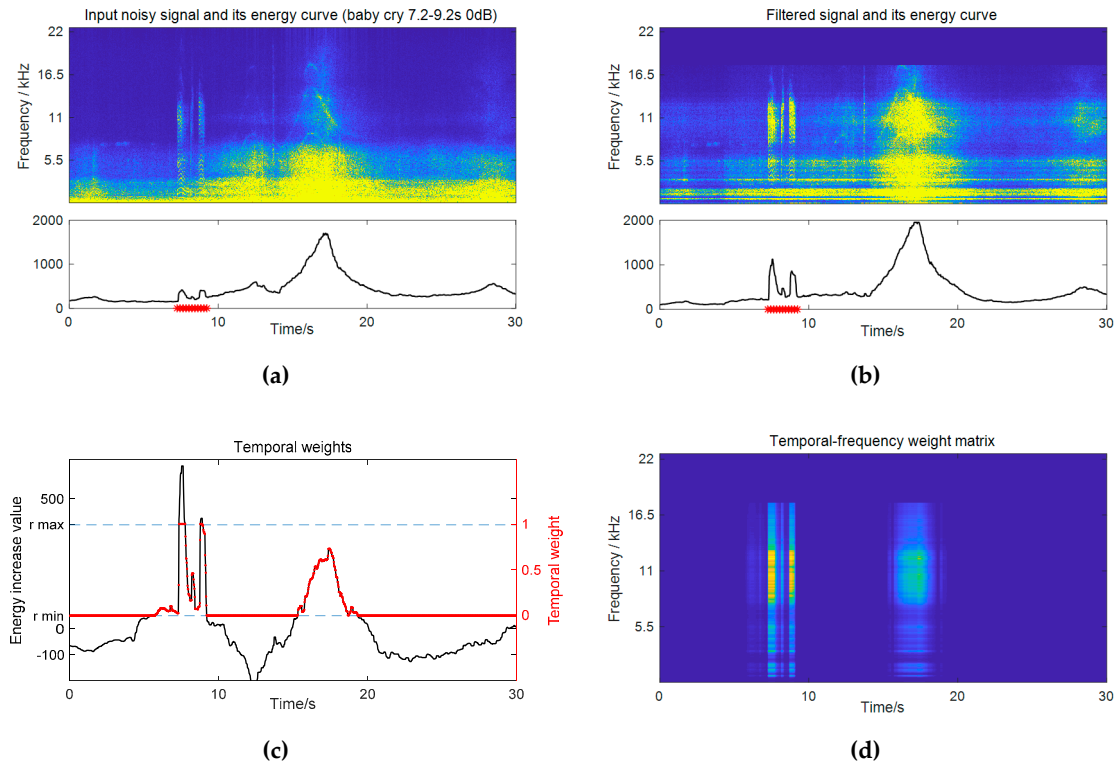 Input noisy signal and its energy curve (baby cry 7.2-9.2s 0dB)
22
16.5
11
5.5
Frequency / kHz
2000
1000
0
0 10 20 30
Time/s
(a)
Filtered signal and its energy curve
22
16.5
11
5.5
Frequency / kHz
2000
1000
0
0 10 20 30
Time/s
(b)
Temporal weights
500
r max
r min
0
-100
Energy increase value
1
0.5
0
Temporal weight
0 10 20 30
Time/s
(c)
Temporal-frequency weight matrix
22
16.5
11
5.5
Frequency / kHz
0 10 20 30
Time/s
(d)